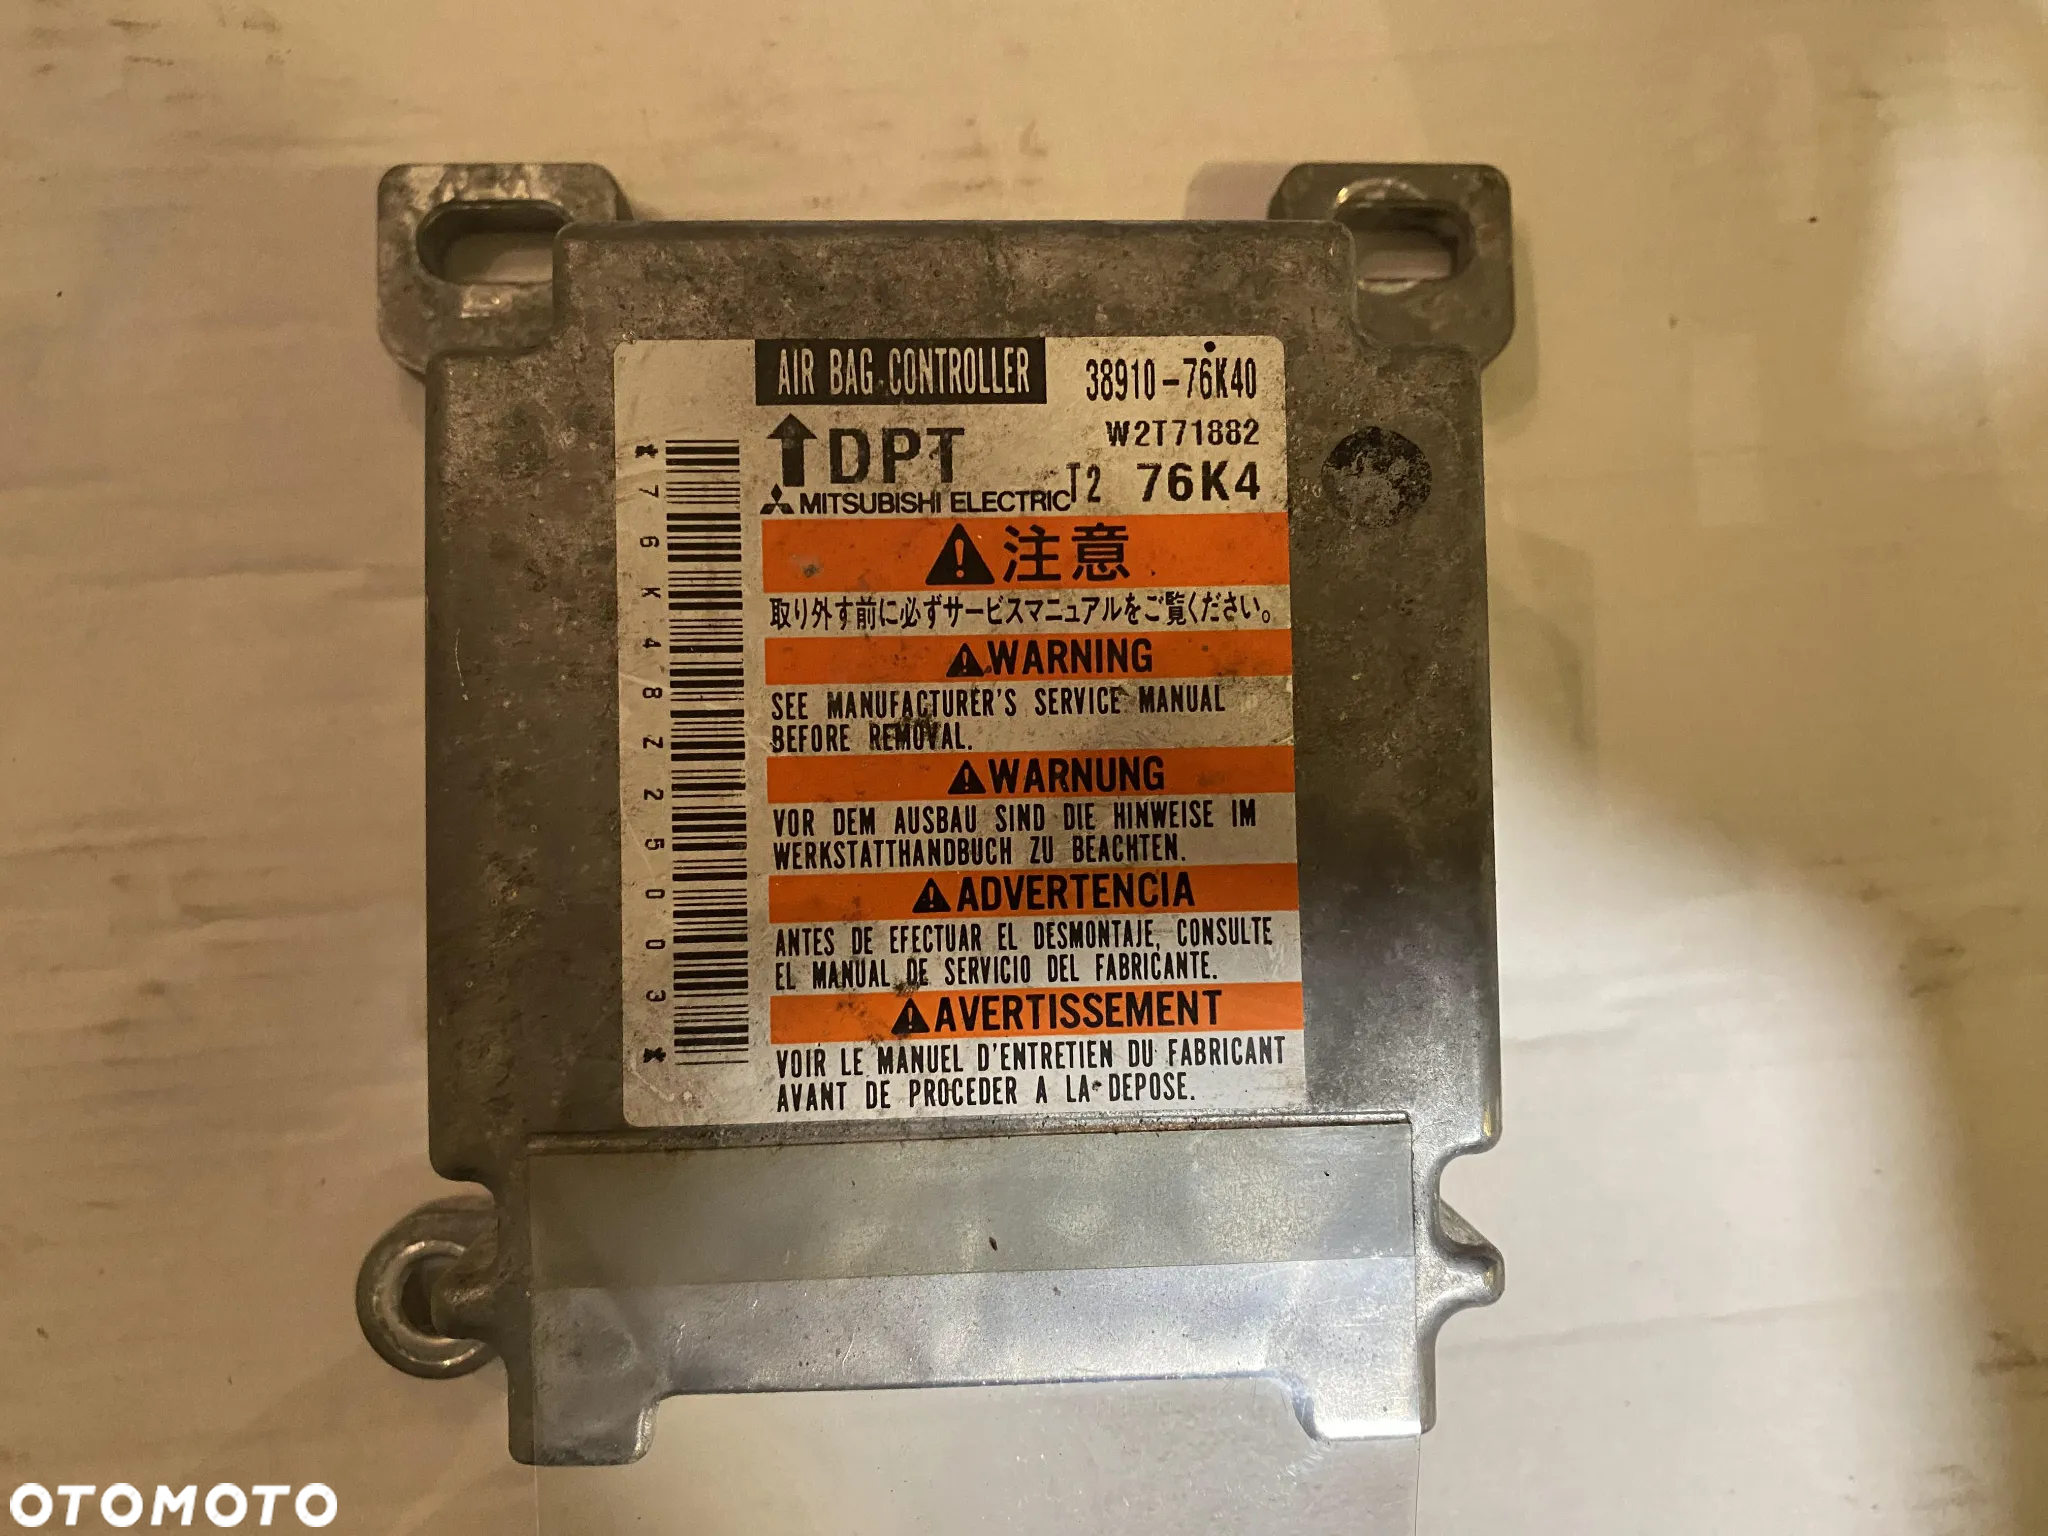 AIR BAG CONTROLLER
38910-76K40
DPT
W2T71882
MITSUBISHI ELECTRIC
T2 76K4
*76K48Z25003*
注意
取り外す前に必ずサービスマニュアルをご覧ください。
WARNING
SEE MANUFACTURER'S SERVICE MANUAL
BEFORE REMOVAL.
WARNUNG
VOR DEM AUSBAU SIND DIE HINWEISE IM
WERKSTATTHANDBUCH ZU BEACHTEN.
ADVERTENCIA
ANTES DE EFECTUAR EL DESMONTAJE, CONSULTE
EL MANUAL DE SERVICIO DEL FABRICANTE.
AVERTISSEMENT
VOIR LE MANUEL D'ENTRETIEN DU FABRICANT
AVANT DE PROCEDER A LA DEPOSE.
OTOMOTO